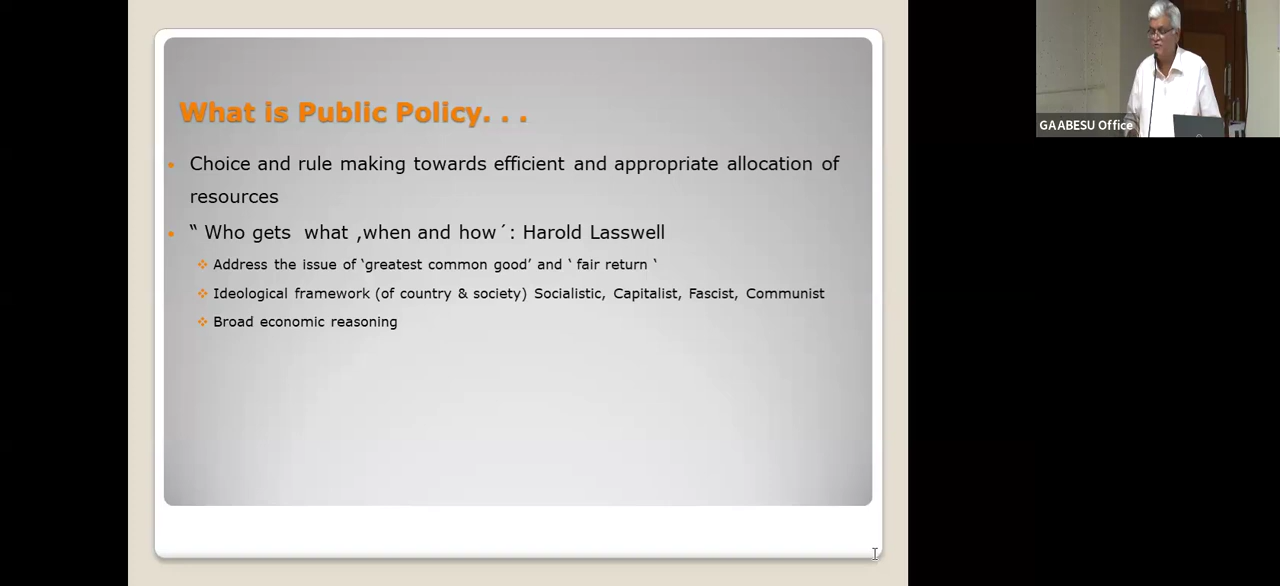 What is Public Policy. . .
Choice and rule making towards efficient and appropriate allocation of
resources
“ Who gets what ,when and how´: Harold Lasswell
Address the issue of ‘greatest common good’ and ‘ fair return ‘
Ideological framework (of country & society) Socialistic, Capitalist, Fascist, Communist
Broad economic reasoning
GAABESU Office